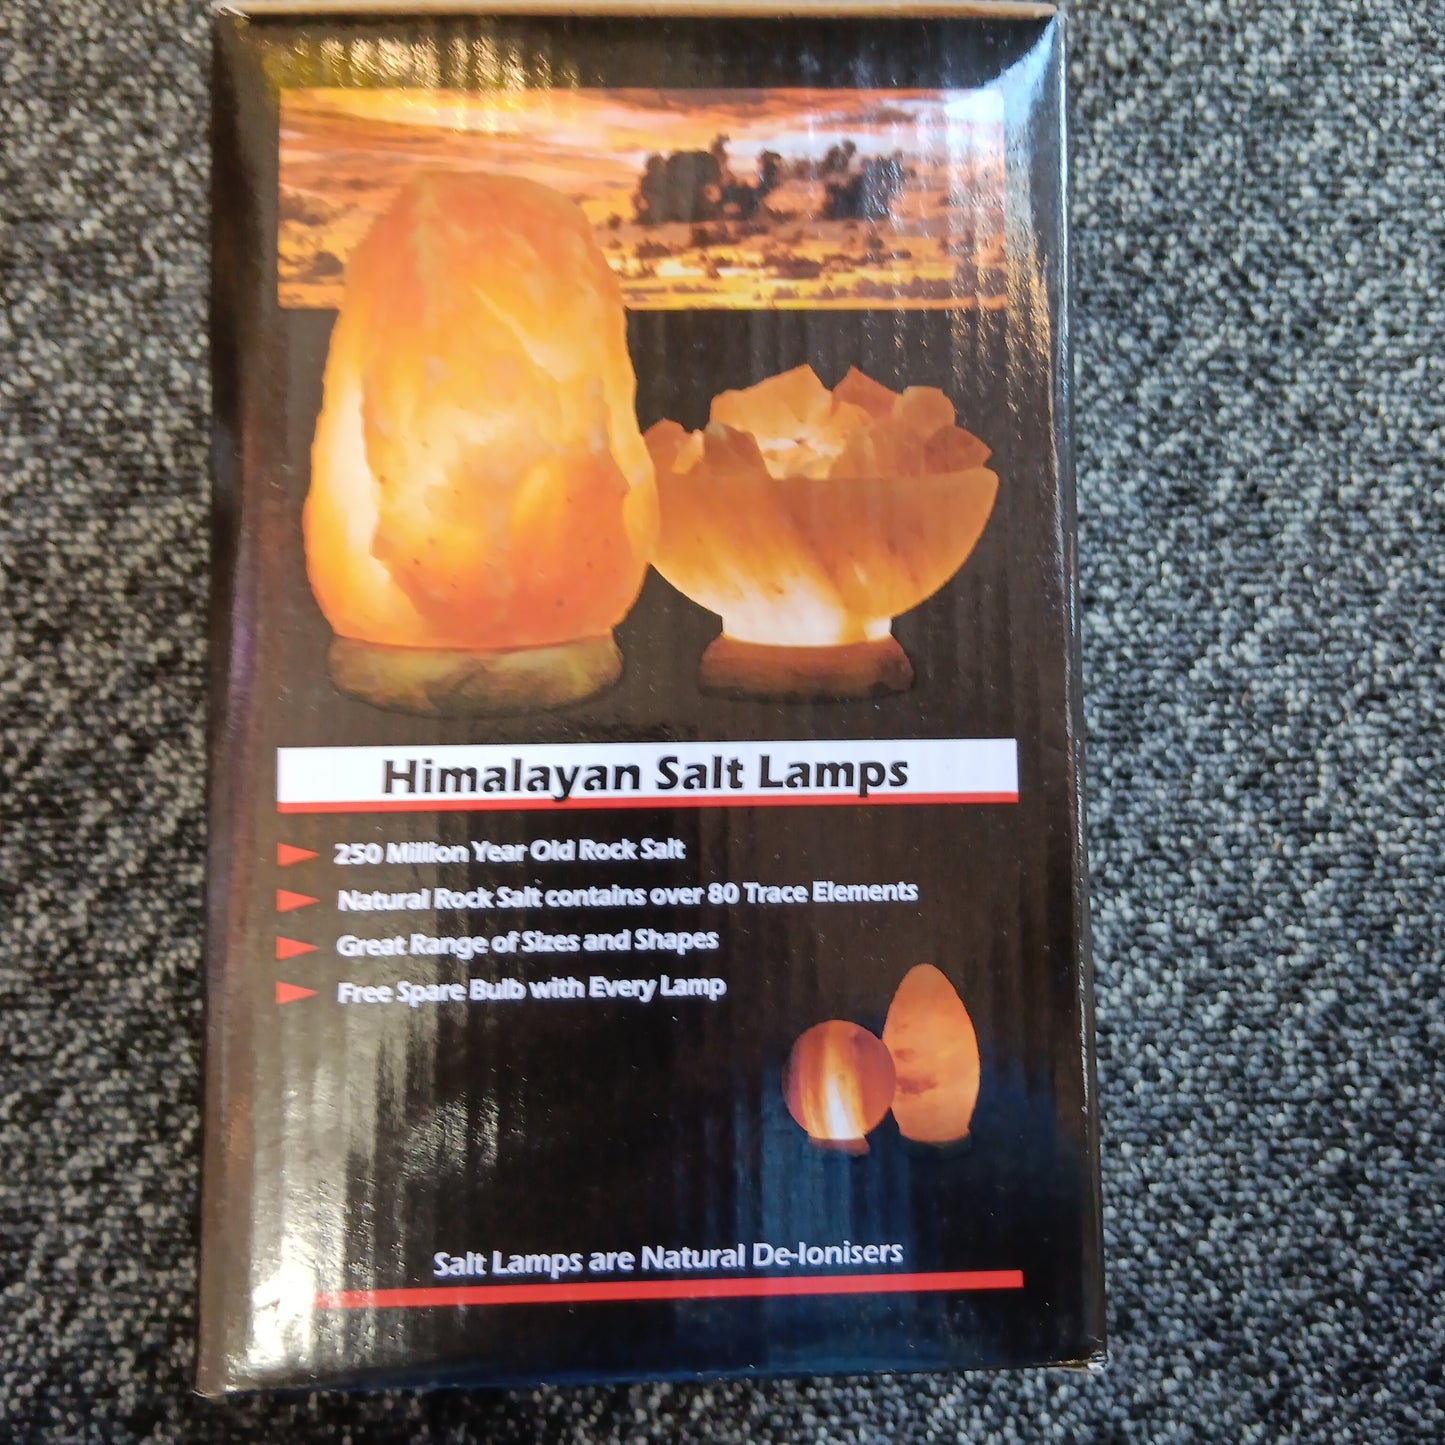 Himalayan Salt Lamps
250 Million Year Old Rock Salt
Natural Rock Salt contains over 80 Trace Elements
Great Range of Sizes and Shapes
Free Spare Bulb with Every Lamp
Salt Lamps are Natural De-Ionisers